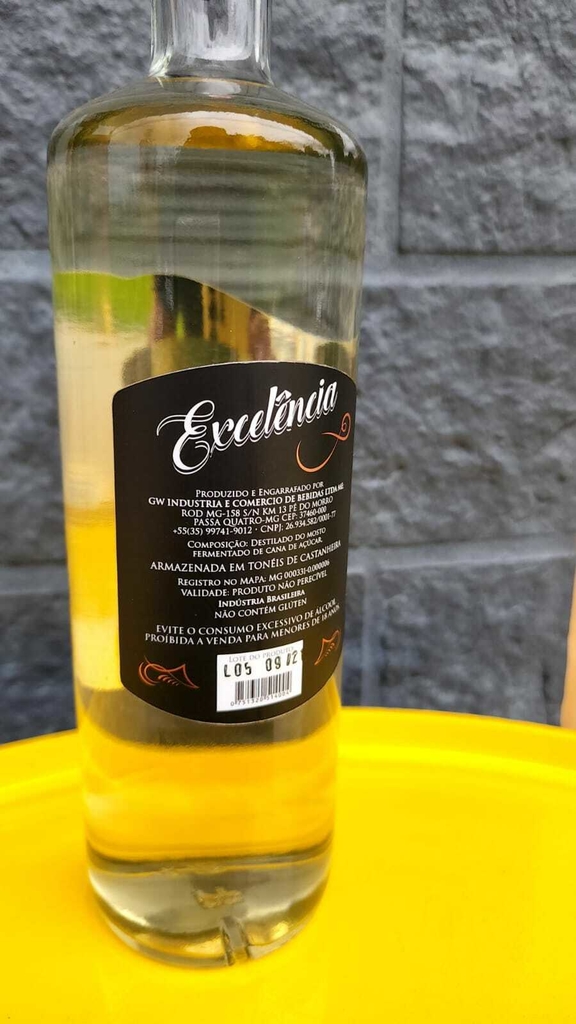 Excelência
PRODUZIDO E ENGARRAFADO POR
GW INDUSTRIA E COMERCIO DE BEBIDAS LTDA ME
ROD MG-158 S/N KM 13 PÉ DO MORRO
PASSA QUATRO-MG CEP: 37460-000
+55(35) 99741-9012 · CNPJ: 26.934.582/0001-77
COMPOSIÇÃO: DESTILADO DO MOSTO
FERMENTADO DE CANA DE AÇÚCAR.
ARMAZENADA EM TONÉIS DE CASTANHEIRA
REGISTRO NO MAPA: MG 000331-0.000006
VALIDADE: PRODUTO NÃO PERECÍVEL
INDÚSTRIA BRASILEIRA
NÃO CONTÉM GLÚTEN
EVITE O CONSUMO EXCESSIVO DE ÁLCOOL
PROIBIDA A VENDA PARA MENORES DE 18 ANOS
LOTE DO PRODUTO
L05 09 02